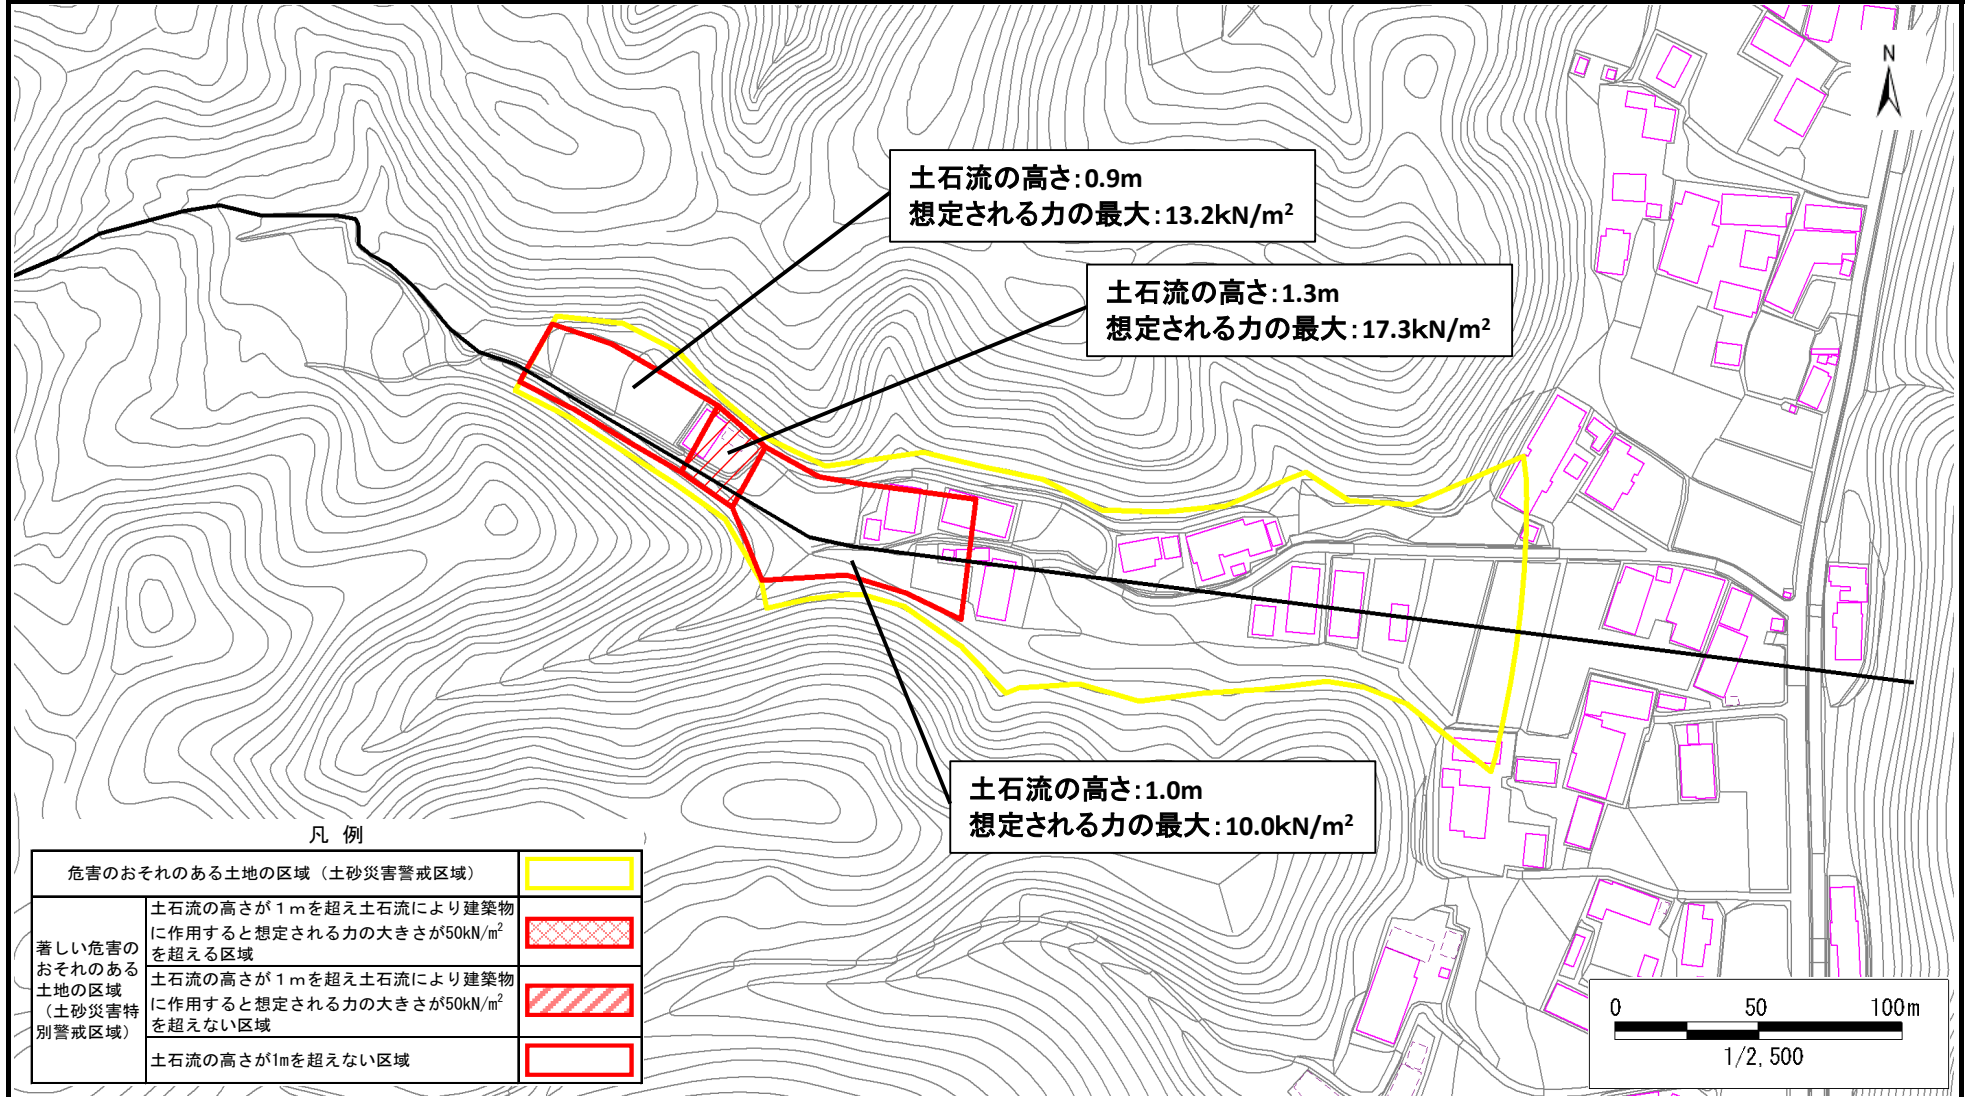 N
土石流の高さ:0.9m
想定される力の最大:13.2kN/m²
土石流の高さ:1.3m
想定される力の最大:17.3kN/m²
土石流の高さ:1.0m
想定される力の最大:10.0kN/m²
凡 例
危害のおそれのある土地の区域（土砂災害警戒区域）
著しい危害の
おそれのある
土地の区域
（土砂災害特
別警戒区域）
土石流の高さが１ｍを超え土石流により建築物
に作用すると想定される力の大きさが50kN/m²
を超える区域
土石流の高さが１ｍを超え土石流により建築物
に作用すると想定される力の大きさが50kN/m²
を超えない区域
土石流の高さが1mを超えない区域
0 50 100m
1/2,500